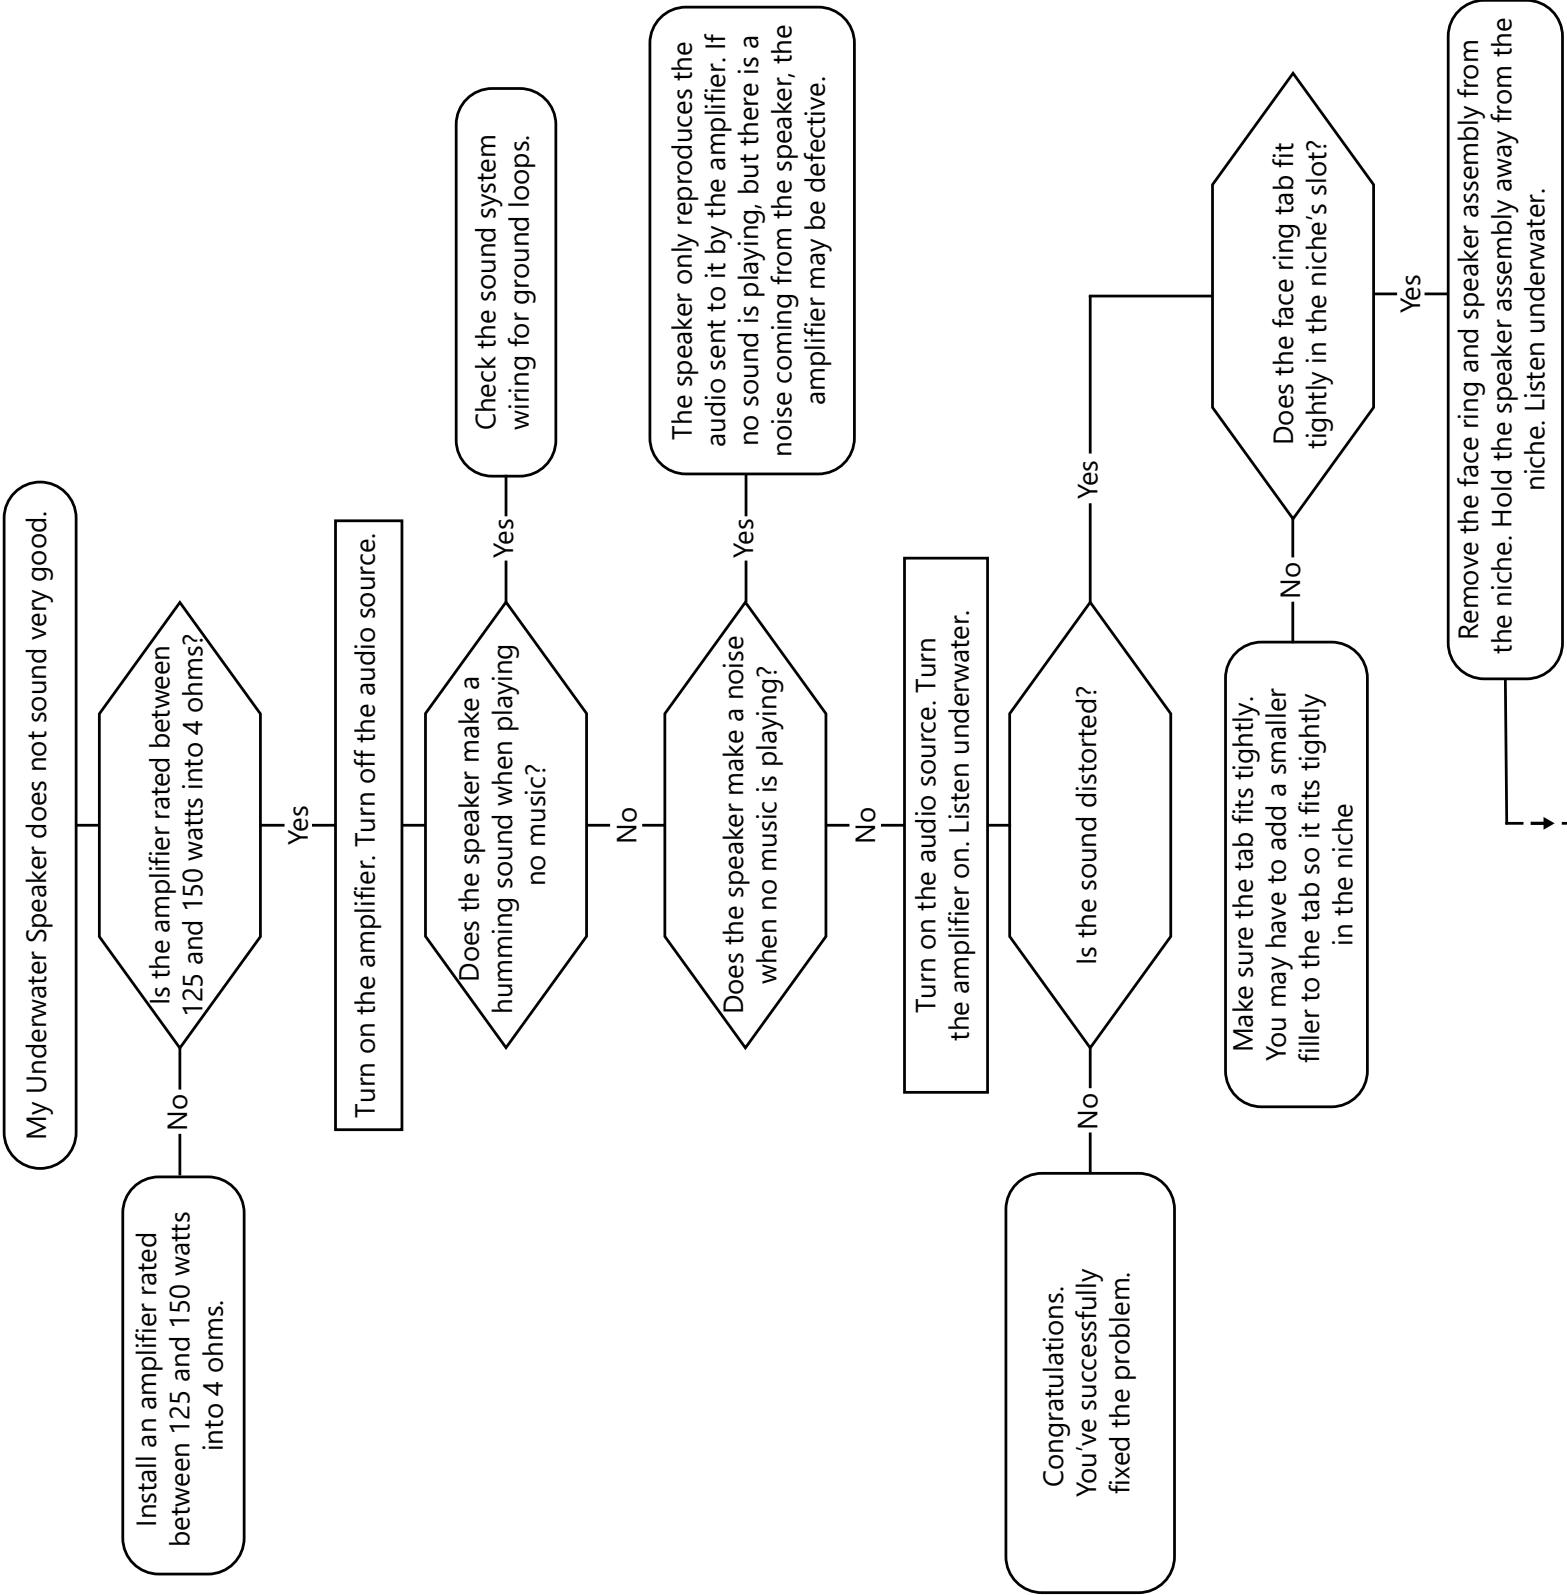 My Underwater Speaker does not sound very good.
Is the amplifier rated between
125 and 150 watts into 4 ohms?
No
Install an amplifier rated
between 125 and 150 watts
into 4 ohms.
Yes
Turn on the amplifier. Turn off the audio source.
Does the speaker make a
humming sound when playing
no music?
Yes
Check the sound system
wiring for ground loops.
No
Does the speaker make a noise
when no music is playing?
Yes
The speaker only reproduces the
audio sent to it by the amplifier. If
no sound is playing, but there is a
noise coming from the speaker, the
amplifier may be defective.
No
Turn on the audio source. Turn
the amplifier on. Listen underwater.
Is the sound distorted?
No
Congratulations.
You've successfully
fixed the problem.
Yes
Does the face ring tab fit
tightly in the niche's slot?
No
Make sure the tab fits tightly.
You may have to add a smaller
filler to the tab so it fits tightly
in the niche
Yes
Remove the face ring and speaker assembly from
the niche. Hold the speaker assembly away from the
niche. Listen underwater.